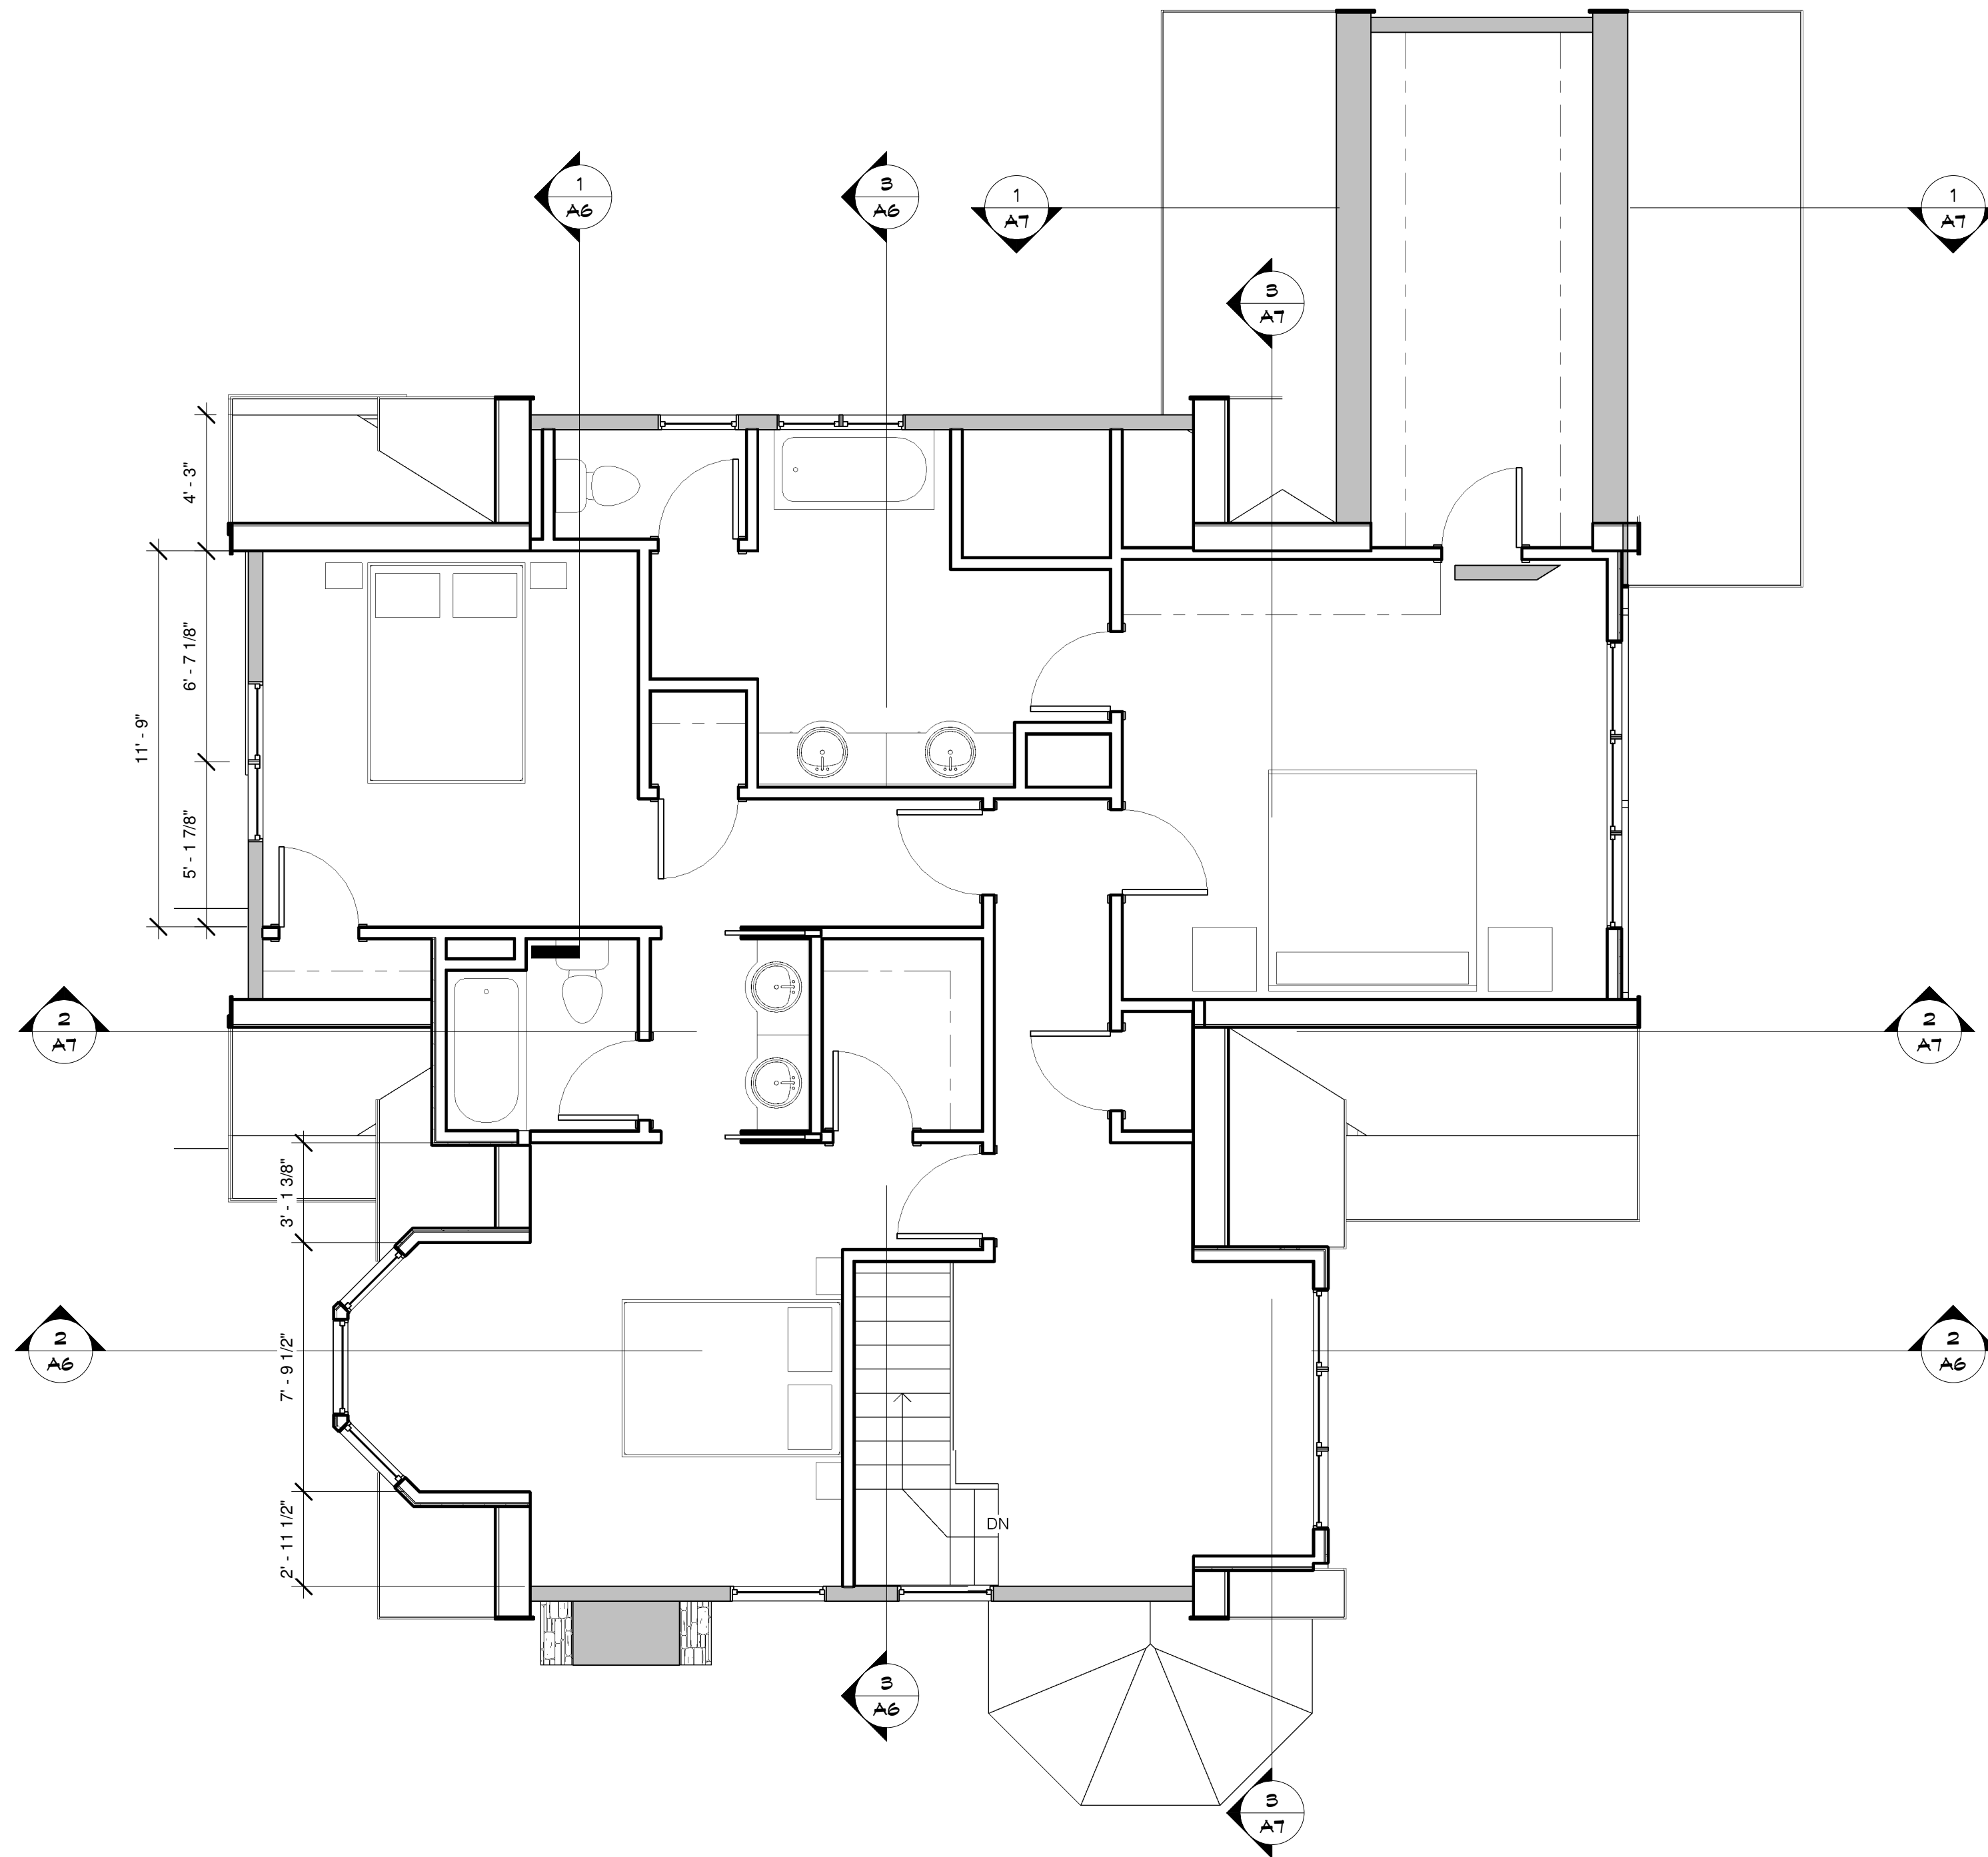 1
A6
3
A6
1
A7
1
A7
3
A7
4' - 3"
6' - 7 1/8"
11' - 9"
5' - 1 7/8"
2
A7
2
A7
3' - 1 3/8"
7' - 9 1/2"
2
A6
2
A6
2' - 11 1/2"
DN
3
A6
3
A7